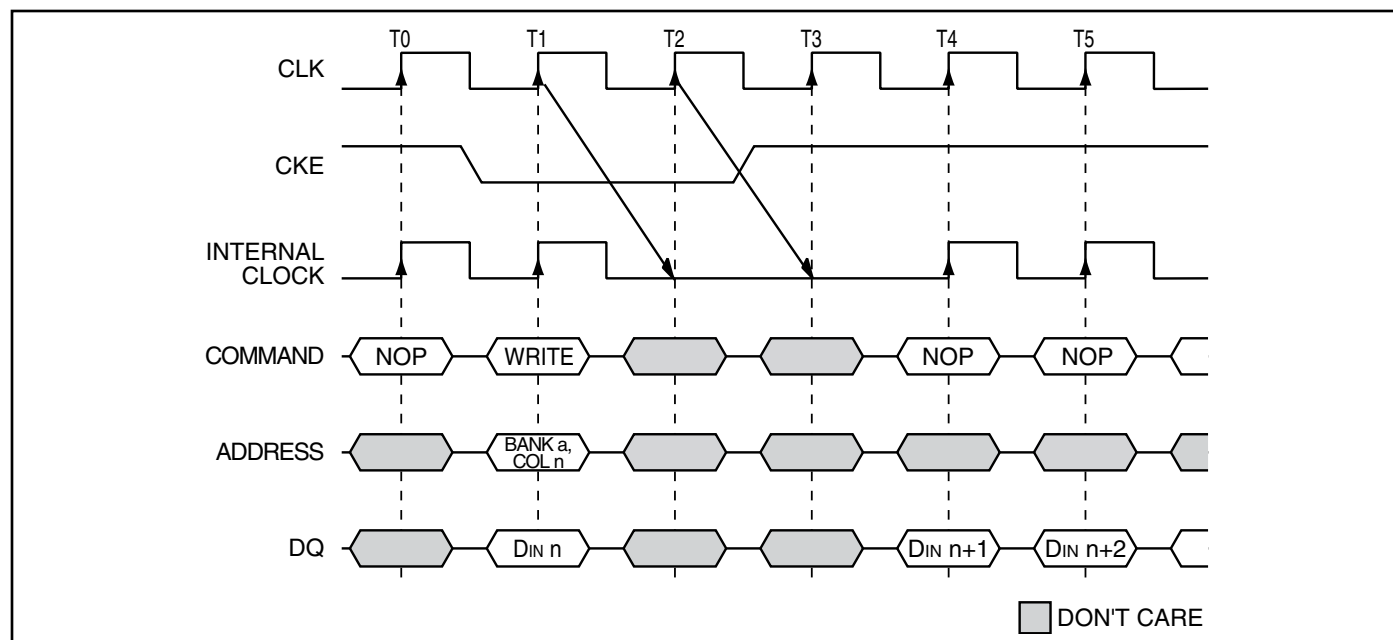 T0 T1 T2 T3 T4 T5
CLK
CKE
INTERNAL
CLOCK
COMMAND NOP WRITE NOP NOP
ADDRESS BANK a,
COL n
DQ DIN n DIN n+1 DIN n+2
DON'T CARE